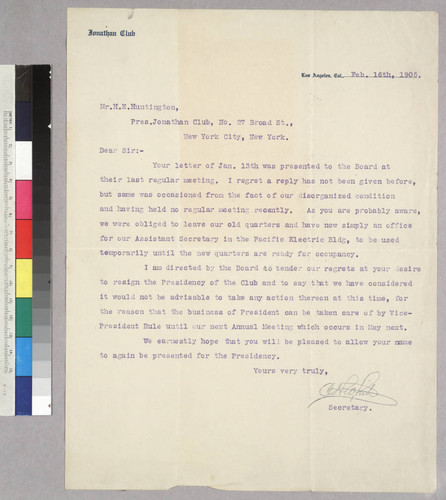 Jonathan Club
Los Angeles, Cal., Feb. 16th, 1905.
Mr.H.E.Huntington,
Pres.Jonathan Club, No. 27 Broad St.,
New York City, New York.
Dear Sir:-
Your letter of Jan. 13th was presented to the Board at
their last regular meeting. I regret a reply has not been given before,
but same was occasioned from the fact of our disorganized condition
and having held no regular meeting recently. As you are probably aware,
we were obliged to leave our old quarters and have now simply an office
for our Assistant Secretary in the Pacific Electric Bldg, to be used
temporarily until the new quarters are ready for occupancy.
I am directed by the Board to tender our regrets at your desire
to resign the Presidency of the Club and to say that we have considered
it would not be advisable to take any action thereon at this time, for
the reason that the business of President can be taken care of by Vice-
President Rule until our next Annual Meeting which occurs in May next.
We earnestly hope that you will be pleased to allow your name
to again be presented for the Presidency.
Yours very truly,
Secretary.